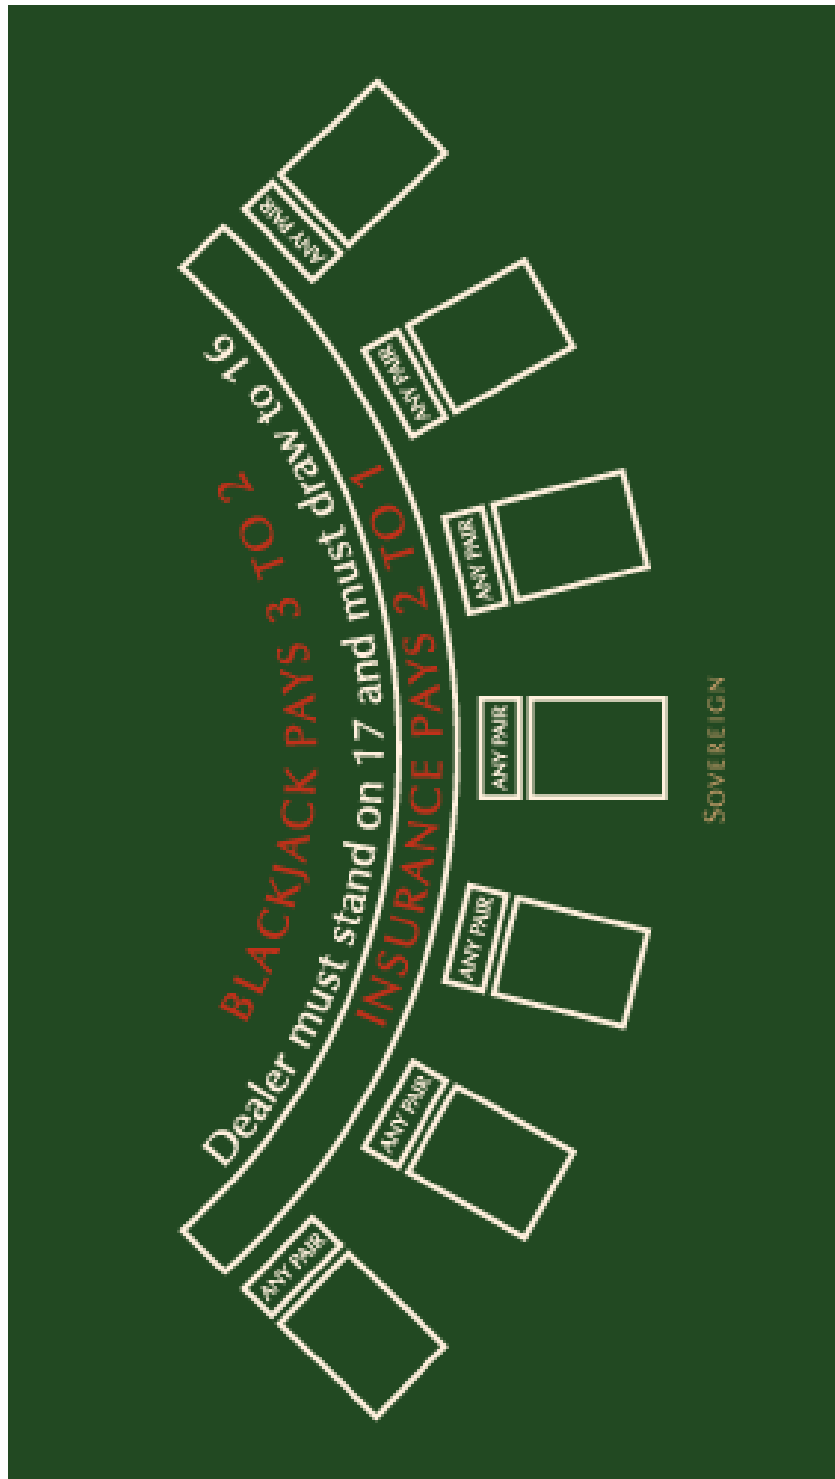 BLACKJACK PAYS 3 TO 2
Dealer must stand on 17 and must draw to 16
INSURANCE PAYS 2 TO 1
ANY PAIR
ANY PAIR
ANY PAIR
ANY PAIR
ANY PAIR
ANY PAIR
ANY PAIR
SOVEREIGN